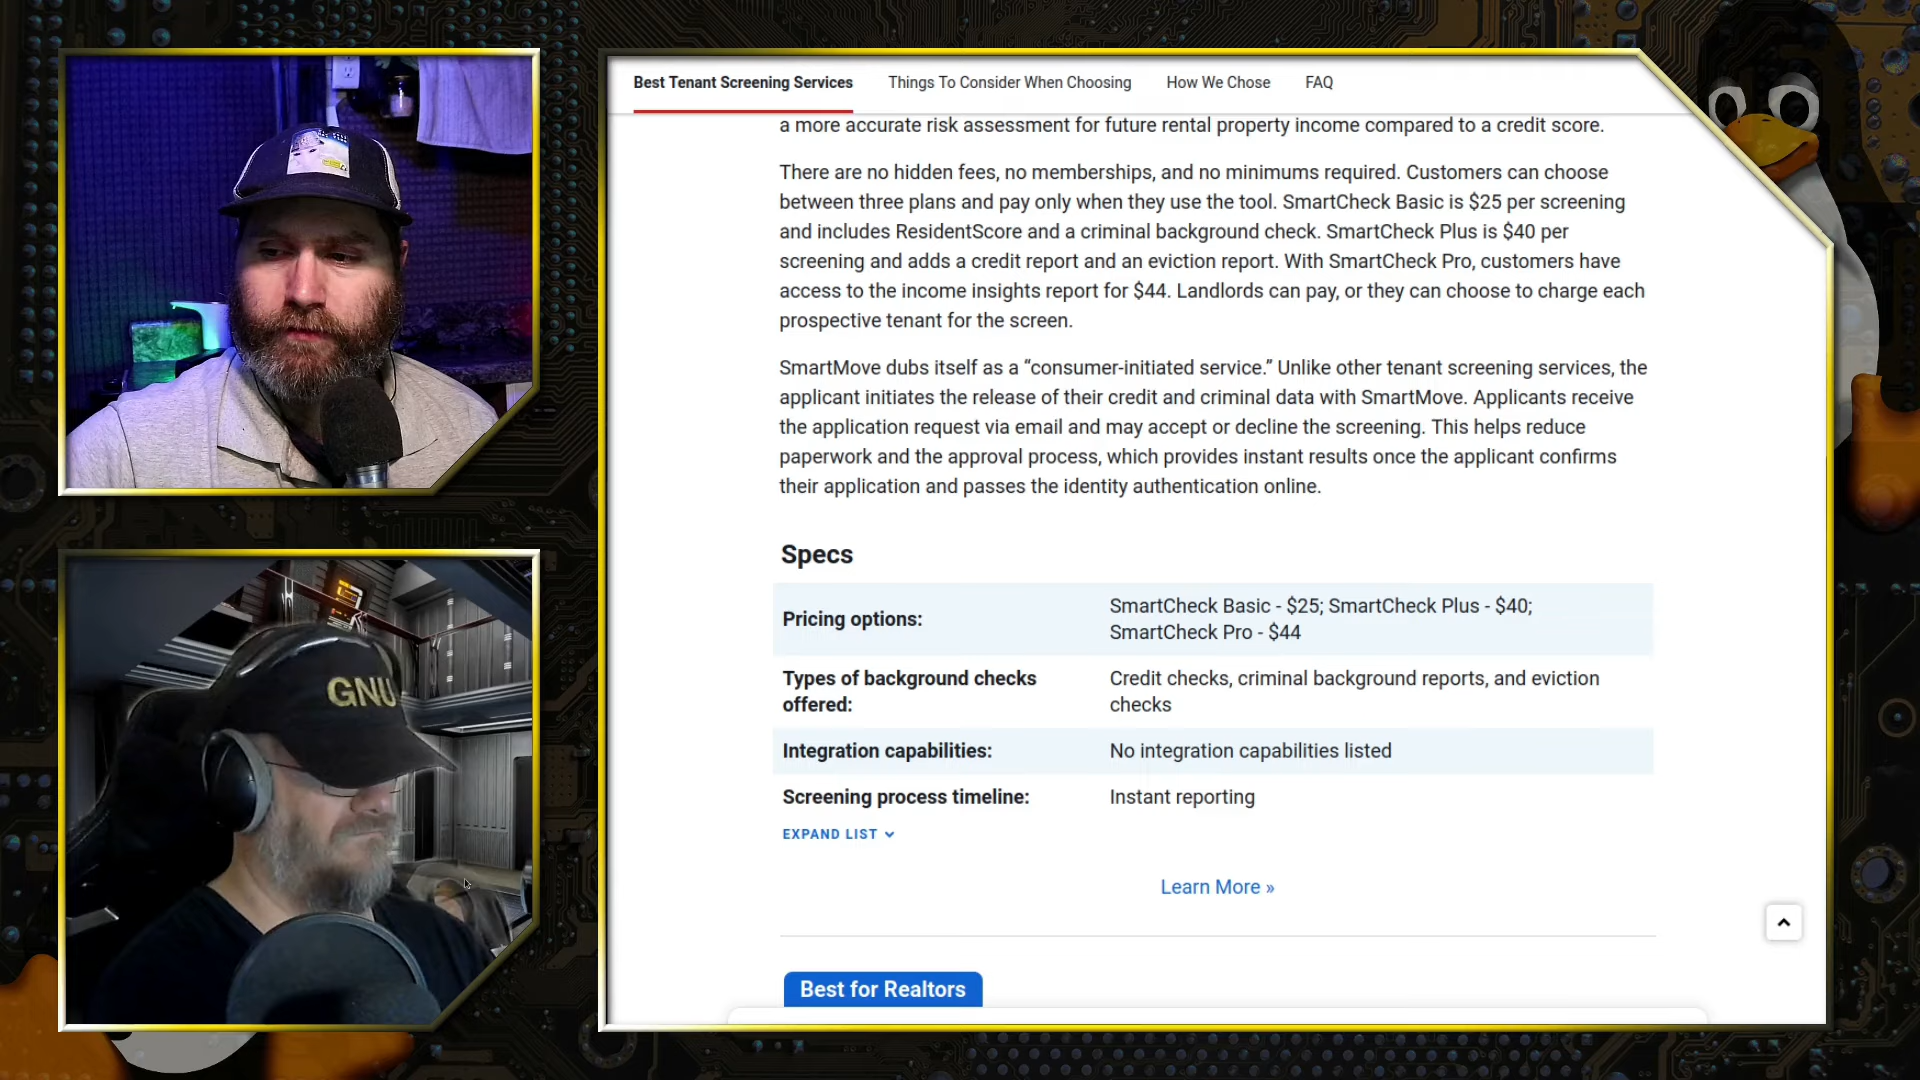 Best Tenant Screening Services
Things To Consider When Choosing
How We Chose
FAQ
a more accurate risk assessment for future rental property income compared to a credit score.
There are no hidden fees, no memberships, and no minimums required. Customers can choose
between three plans and pay only when they use the tool. SmartCheck Basic is $25 per screening
and includes ResidentScore and a criminal background check. SmartCheck Plus is $40 per
screening and adds a credit report and an eviction report. With SmartCheck Pro, customers have
access to the income insights report for $44. Landlords can pay, or they can choose to charge each
prospective tenant for the screen.
SmartMove dubs itself as a “consumer-initiated service.” Unlike other tenant screening services, the
applicant initiates the release of their credit and criminal data with SmartMove. Applicants receive
the application request via email and may accept or decline the screening. This helps reduce
paperwork and the approval process, which provides instant results once the applicant confirms
their application and passes the identity authentication online.
Specs
Pricing options:
SmartCheck Basic - $25; SmartCheck Plus - $40;
SmartCheck Pro - $44
Types of background checks
offered:
Credit checks, criminal background reports, and eviction
checks
Integration capabilities:
No integration capabilities listed
Screening process timeline:
Instant reporting
EXPAND LIST
Learn More »
Best for Realtors
GNU